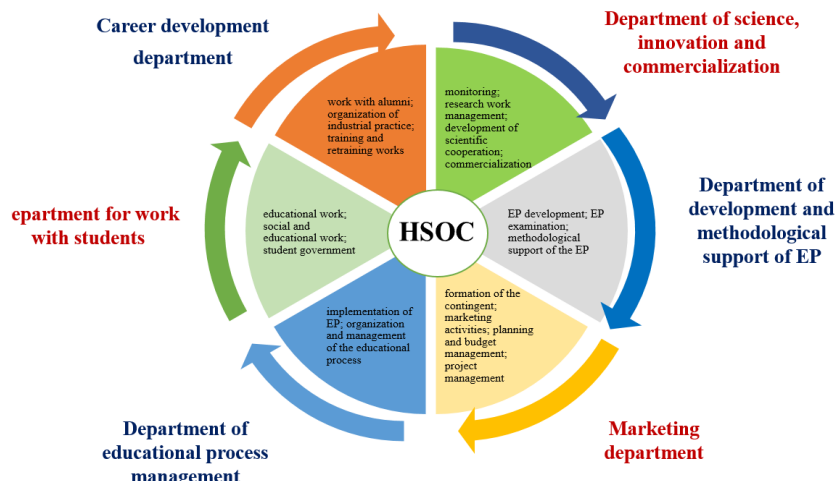 Career development
department
Department of science,
innovation and
commercialization
work with alumni;
organization of
industrial practice;
training and
retraining works
monitoring;
research work
management;
development of
scientific
cooperation;
commercialization
epartment for work
with students
educational work;
social and
educational work;
student government
HSOC
EP development; EP
examination;
methodological
support of the EP
Department of
development and
methodological
support of EP
implementation of
EP; organization
and management
of the educational
process
formation of the
contingent;
marketing
activities; planning
and budget
management;
project
management
Department of
educational process
management
Marketing
department